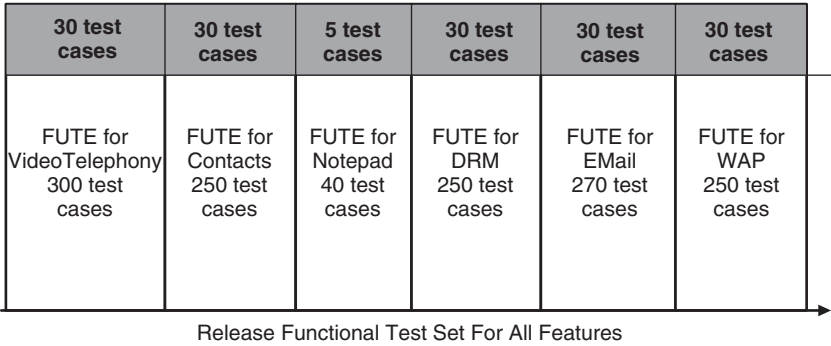 30 test
cases
30 test
cases
5 test
cases
30 test
cases
30 test
cases
30 test
cases
FUTE for
VideoTelephony
300 test
cases
FUTE for
Contacts
250 test
cases
FUTE for
Notepad
40 test
cases
FUTE for
DRM
250 test
cases
FUTE for
EMail
270 test
cases
FUTE for
WAP
250 test
cases
Release Functional Test Set For All Features